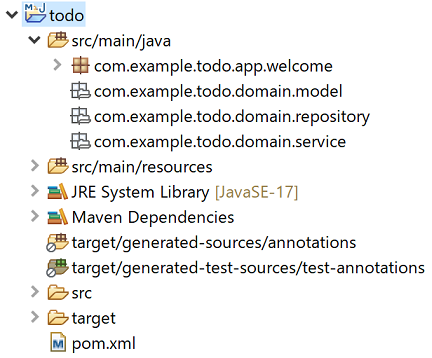 todo
src/main/java
com.example.todo.app.welcome
com.example.todo.domain.model
com.example.todo.domain.repository
com.example.todo.domain.service
src/main/resources
JRE System Library [JavaSE-17]
Maven Dependencies
target/generated-sources/annotations
target/generated-test-sources/test-annotations
src
target
pom.xml